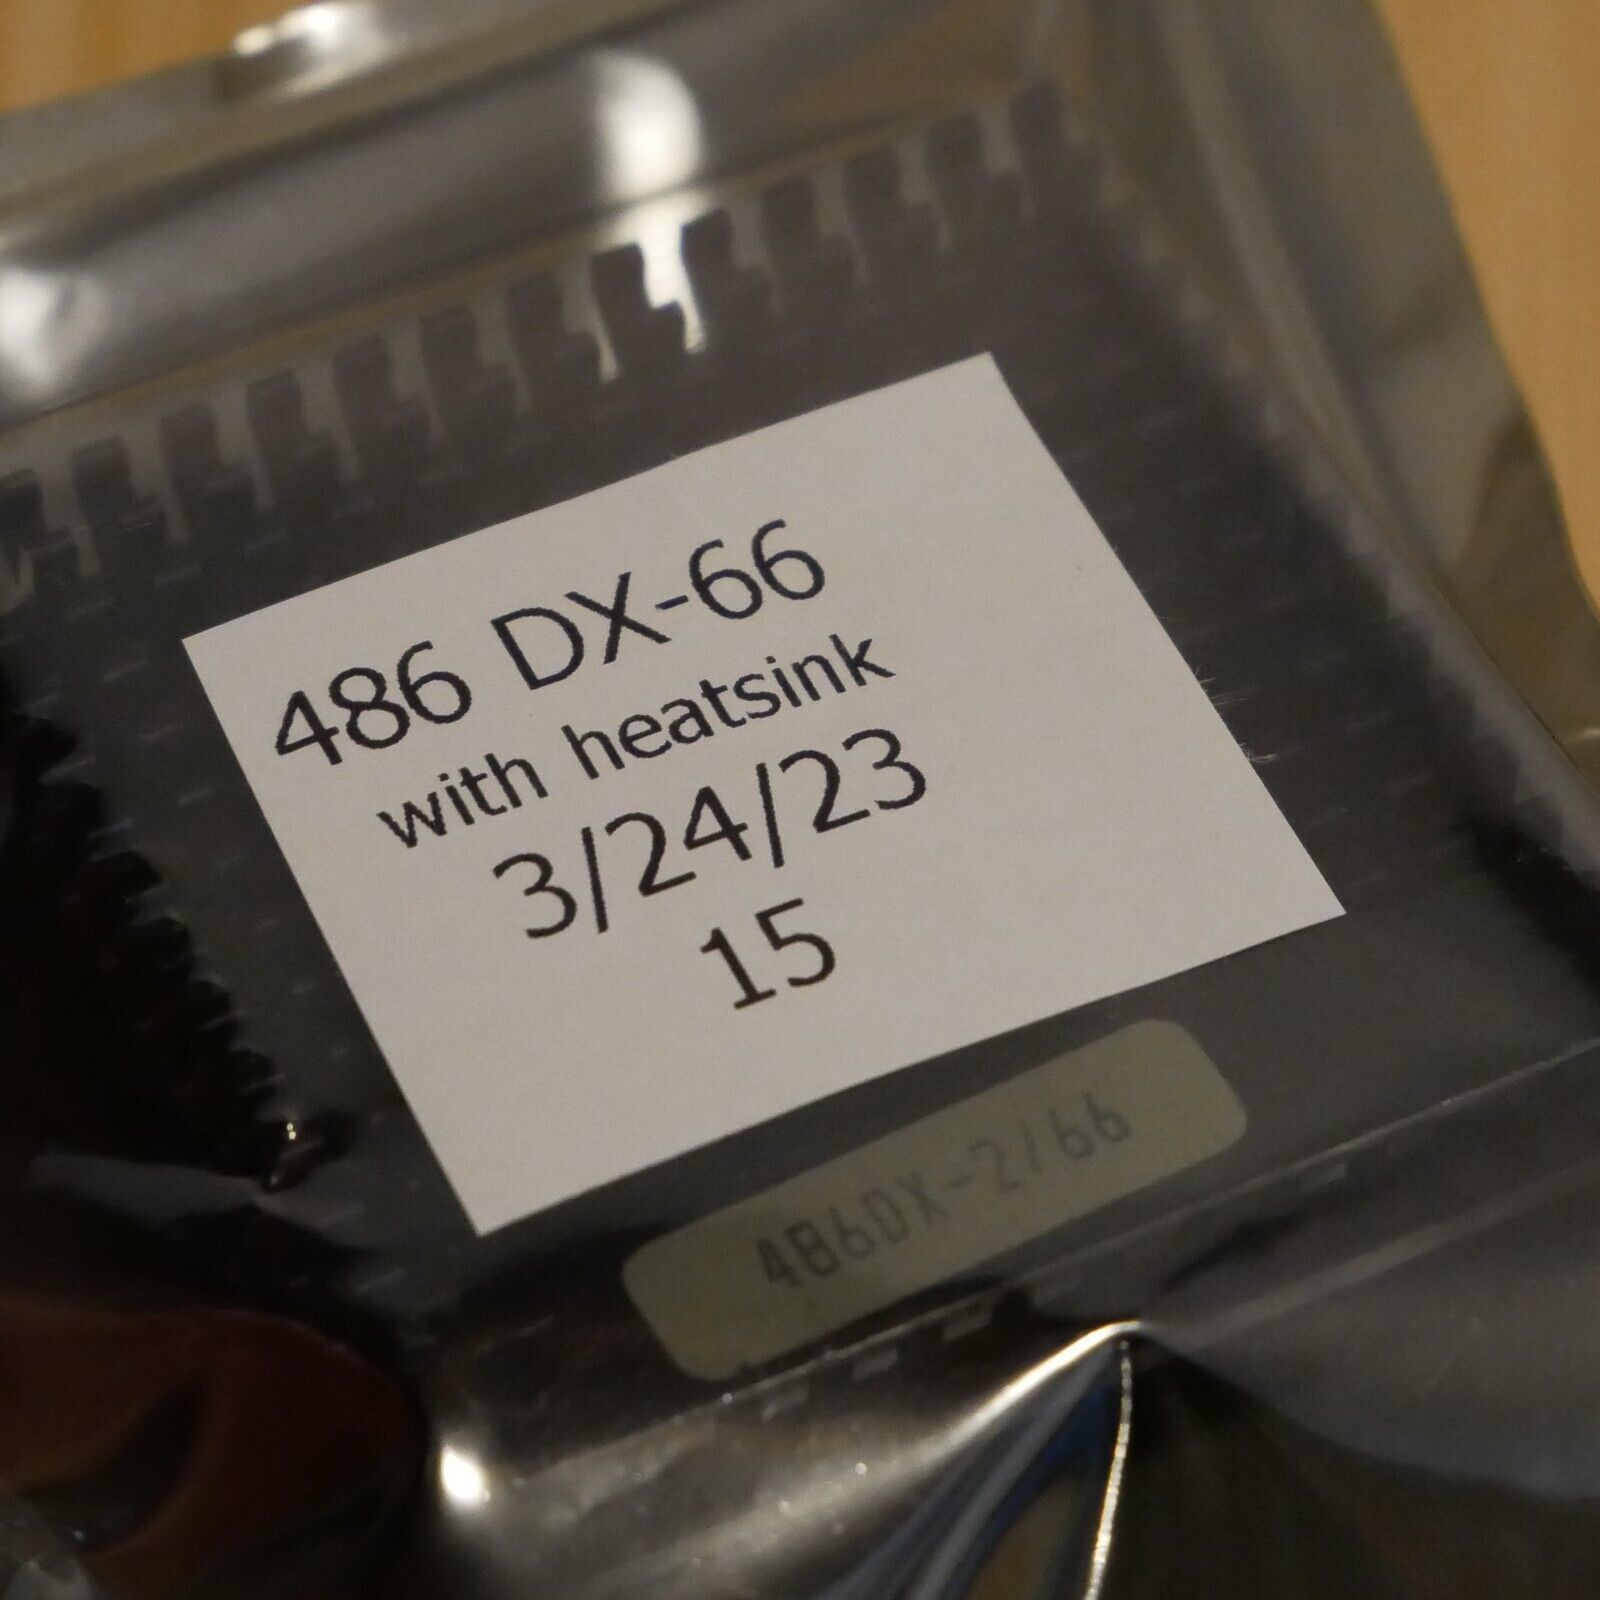 486 DX-66
with heatsink
3/24/23
15
486DX-2/66